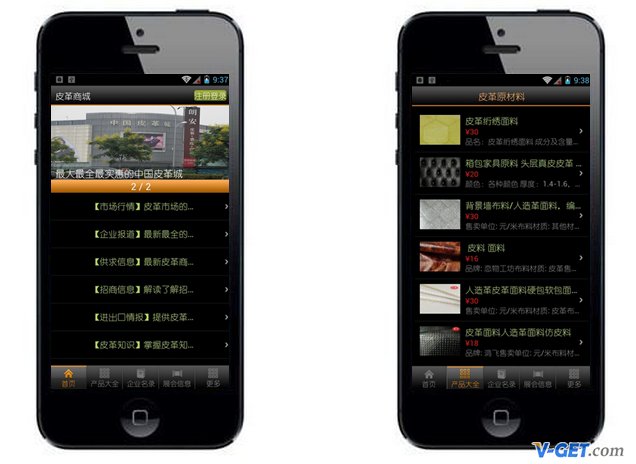 9:37
皮革商城
注册登录
中国皮革城
明安
最大最全最实惠的中国皮革城
2 / 2
【市场行情】皮革市场的...
【企业报道】最新最全的...
【供求信息】最新皮革商...
【招商信息】解读了解招...
【进出口情报】提供皮革...
【皮革知识】掌握皮革知...
首页
产品大全
企业名录
展会信息
更多
9:38
皮革原材料
皮革绗绣面料
¥30
品名：皮革绗绣面料 成分及含量...
箱包家具原料 头层真皮皮革 ...
¥20
颜色：各种颜色 厚度：1.4-1.6，...
背景墙布料/人造革面料，编...
¥30
售卖单位: 元/米布料材质: 其他材...
皮料 面料
¥16
品牌: 恋物工坊布料材质: 皮革售...
人造革皮革面料硬包软包面...
¥30
售卖单位: 元/米布料材质: 皮革布...
皮革面料人造革面料仿皮料
¥18
品牌: 鸿飞售卖单位: 元/米布料材...
首页
产品大全
企业名录
展会信息
更多
V-GET.com